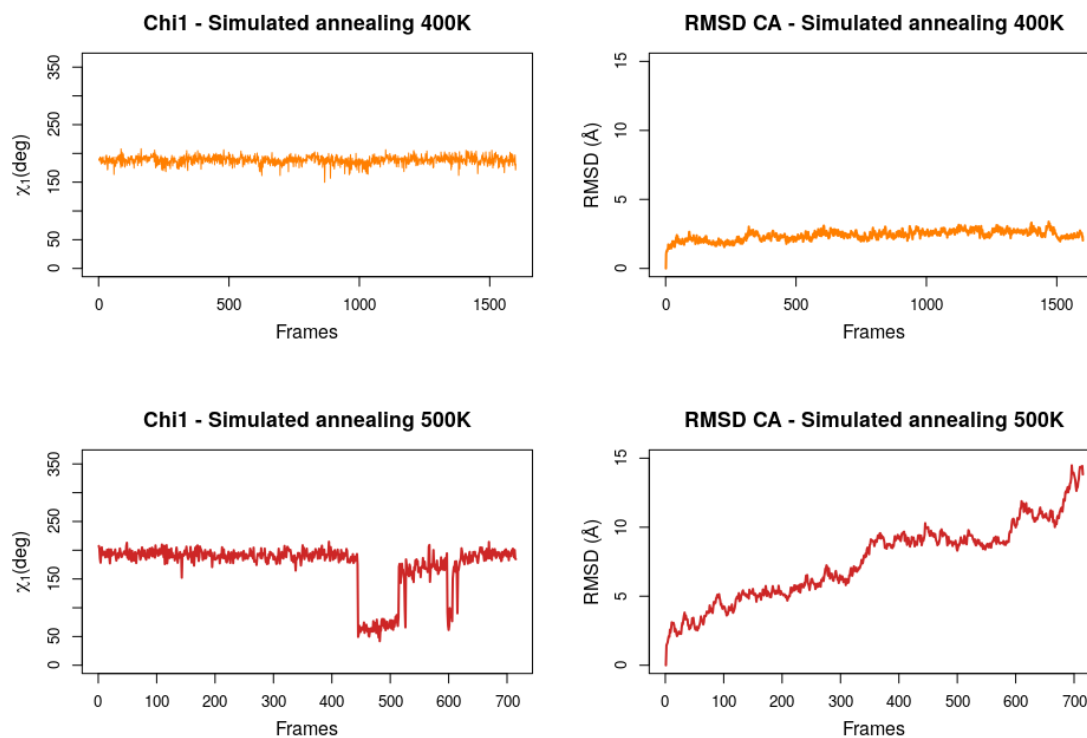 Chi1 - Simulated annealing 400K
350
250
150
50
0
χ1(deg)
0 500 1000 1500
Frames
RMSD CA - Simulated annealing 400K
15
10
5
0
RMSD (Å)
0 500 1000 1500
Frames
Chi1 - Simulated annealing 500K
350
250
150
50
0
χ1(deg)
0 100 200 300 400 500 600 700
Frames
RMSD CA - Simulated annealing 500K
15
10
5
0
RMSD (Å)
0 100 200 300 400 500 600 700
Frames